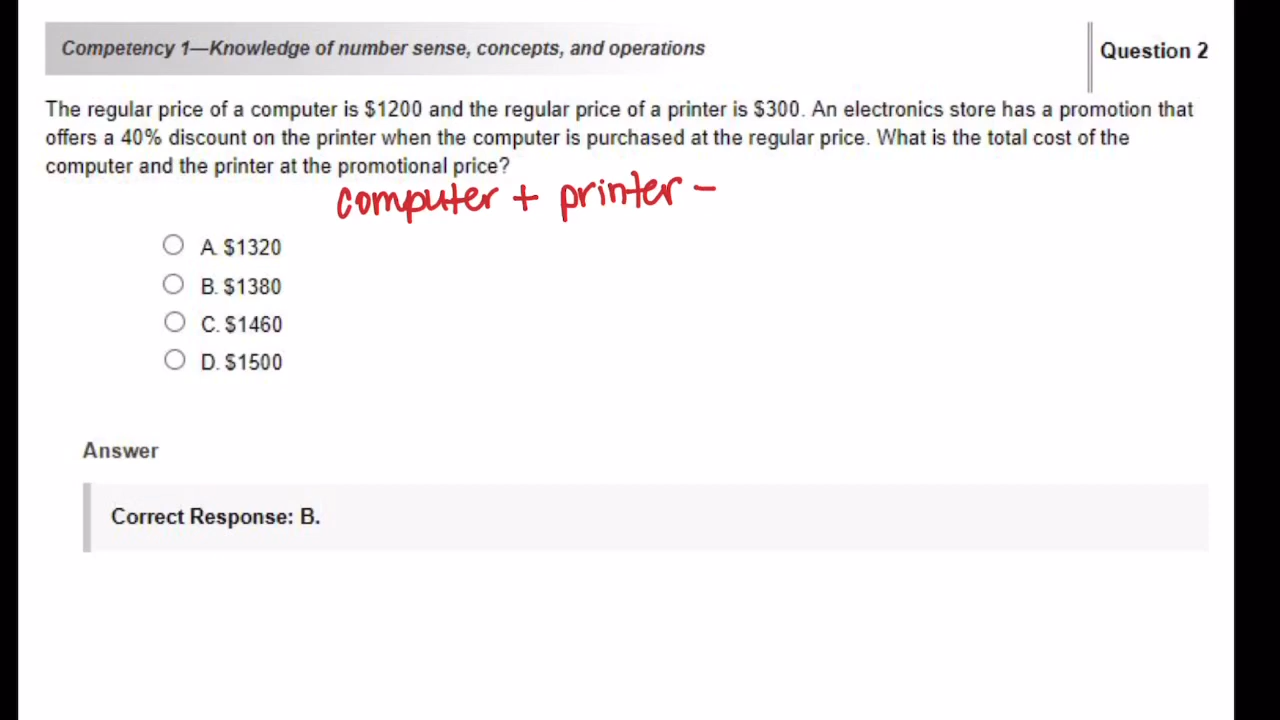 Competency 1—Knowledge of number sense, concepts, and operations
Question 2
The regular price of a computer is $1200 and the regular price of a printer is $300. An electronics store has a promotion that
offers a 40% discount on the printer when the computer is purchased at the regular price. What is the total cost of the
computer and the printer at the promotional price?
computer + printer -
A. $1320
B. $1380
C. $1460
D. $1500
Answer
Correct Response: B.